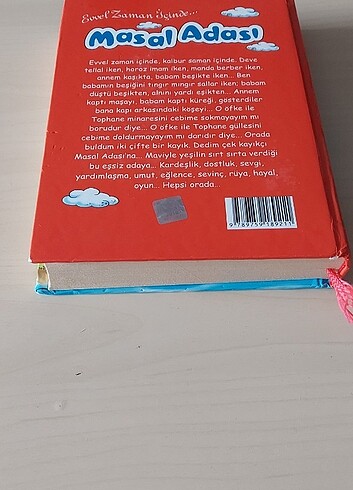 Evvel Zaman İçinde...
Masal Adası
Evvel zaman içinde, kalbur saman içinde. Deve
tellal iken, horoz imam iken, manda berber iken,
annem kaşıkta, babam beşikte iken... Ben
babamın beşiğini tıngır mıngır sallar iken; babam
düştü beşikten, alnını yardı eşikten... Annem
kaptı maşayı, babam kaptı küreği, gösterdiler
bana kapı arkasındaki köşeyi... O öfke ile
Tophane minaresini cebime sokmayayım mı
borudur diye... O öfke ile Tophane güllesini
cebime doldurmayayım mı darıdır diye... Orada
buldum iki çifte bir kayık. Dedim çek kayıkçı
Masal Adası'na... Maviyle yeşilin sırt sırta verdiği
bu eşsiz adaya... Kardeşlik, dostluk, sevgi,
yardımlaşma, umut, eğlence, sevinç, rüya, hayal,
oyun... Hepsi orada...
9 789759 189211